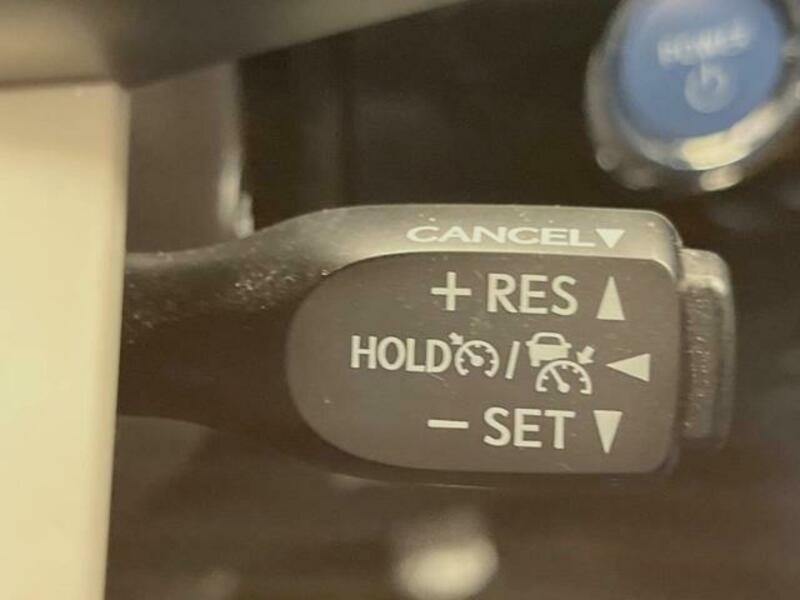 POWER
CANCEL▼
+ RES ▲
HOLD / ◀
- SET ▼